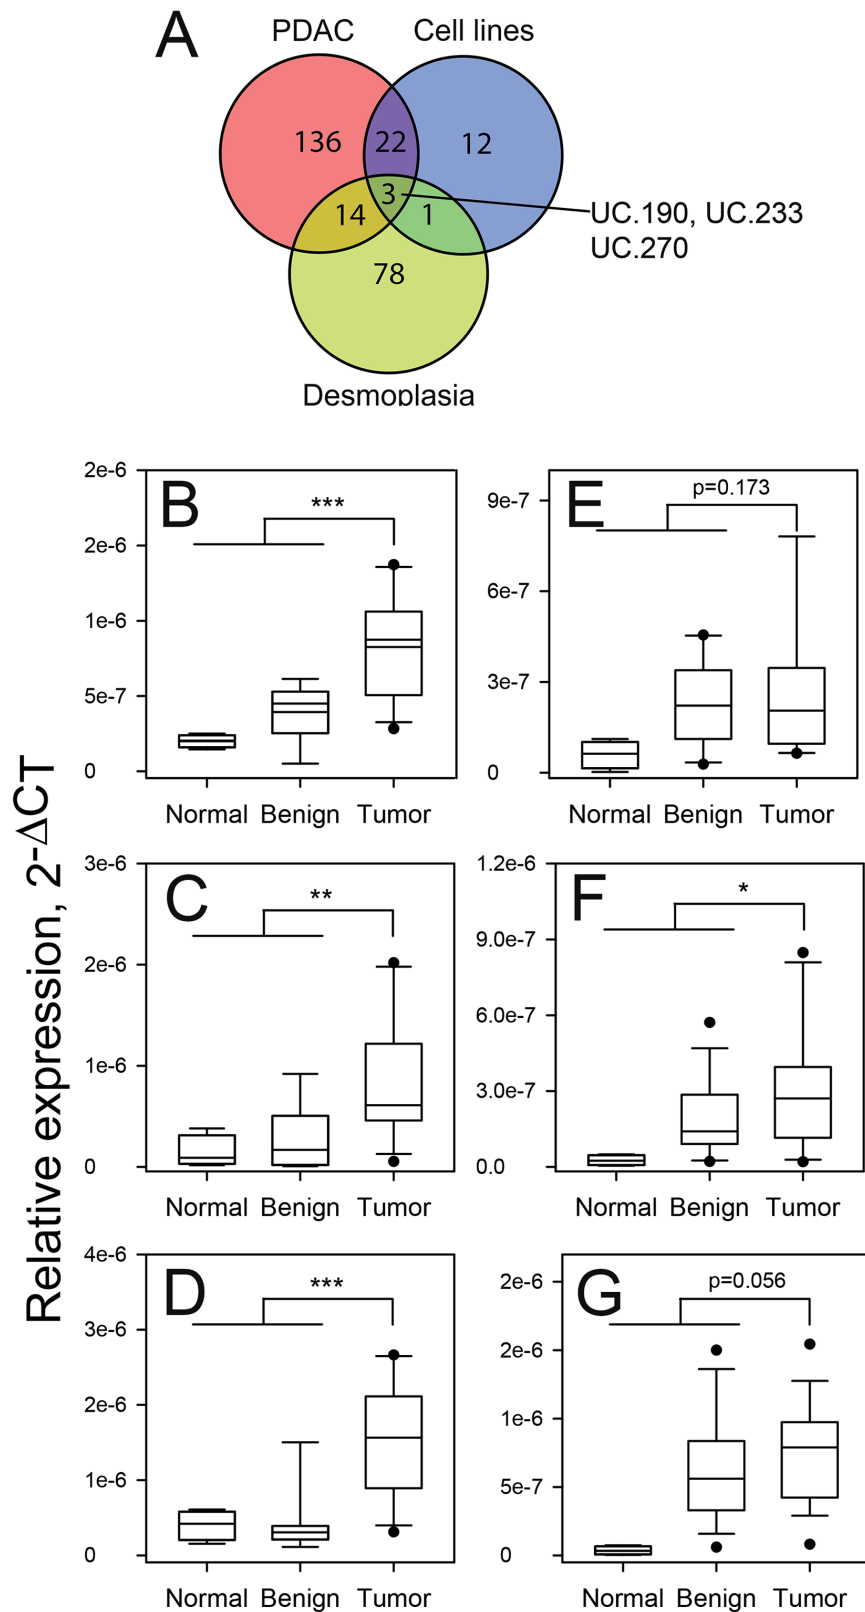 A
PDAC
Cell lines
136
22
12
3
14
1
UC.190, UC.233
UC.270
78
Desmoplasia
Relative expression, 2-ΔCT
B
***
2e-6
2e-6
1e-6
5e-7
0
Normal Benign Tumor
E
p=0.173
9e-7
6e-7
3e-7
0
Normal Benign Tumor
C
**
3e-6
2e-6
1e-6
0
Normal Benign Tumor
F
*
1.2e-6
9.0e-7
6.0e-7
3.0e-7
0.0
Normal Benign Tumor
D
***
4e-6
3e-6
2e-6
1e-6
0
Normal Benign Tumor
G
p=0.056
2e-6
2e-6
1e-6
5e-7
0
Normal Benign Tumor